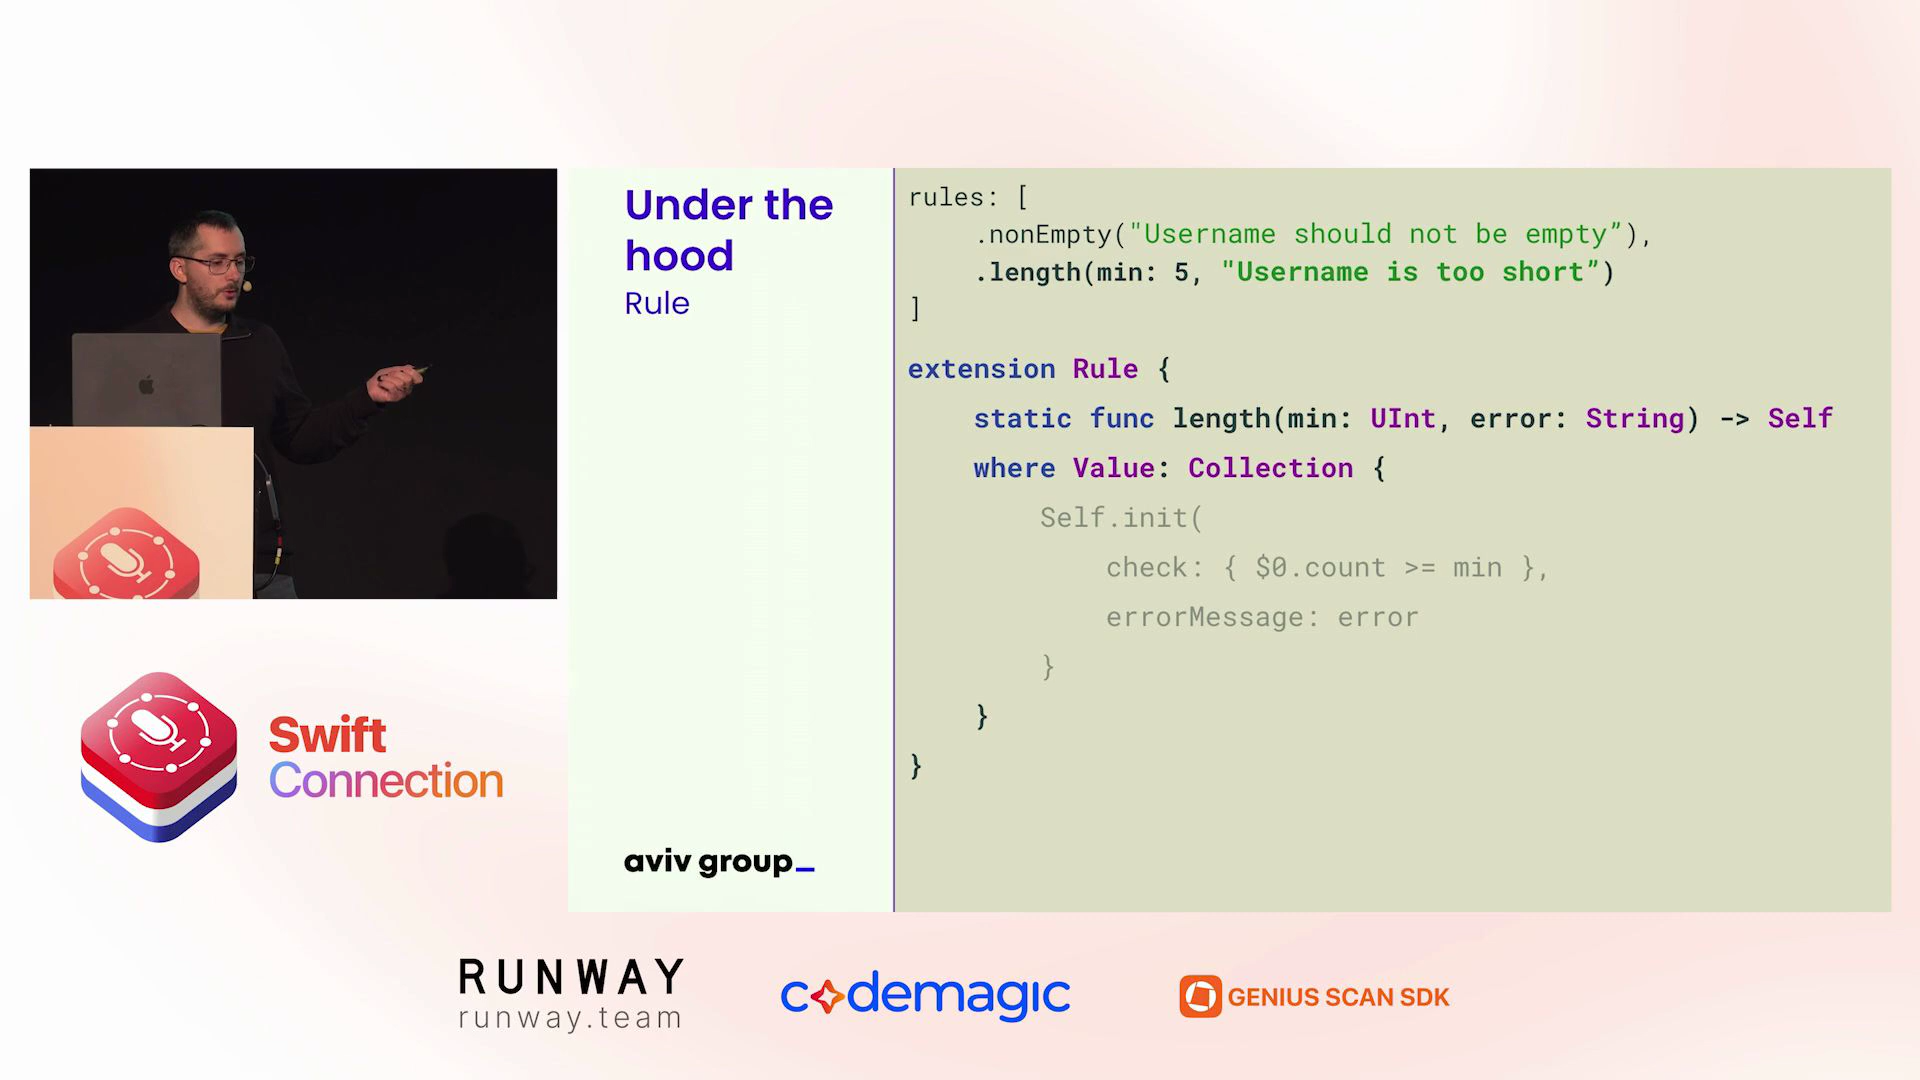 Under the
hood
Rule
rules: [
.nonEmpty("Username should not be empty”),
.length(min: 5, "Username is too short”)
]
extension Rule {
static func length(min: UInt, error: String) -> Self
where Value: Collection {
Self.init(
check: { $0.count >= min },
errorMessage: error
}
}
}
aviv group_
Swift
Connection
RUNWAY
runway.team
codemagic
GENIUS SCAN SDK